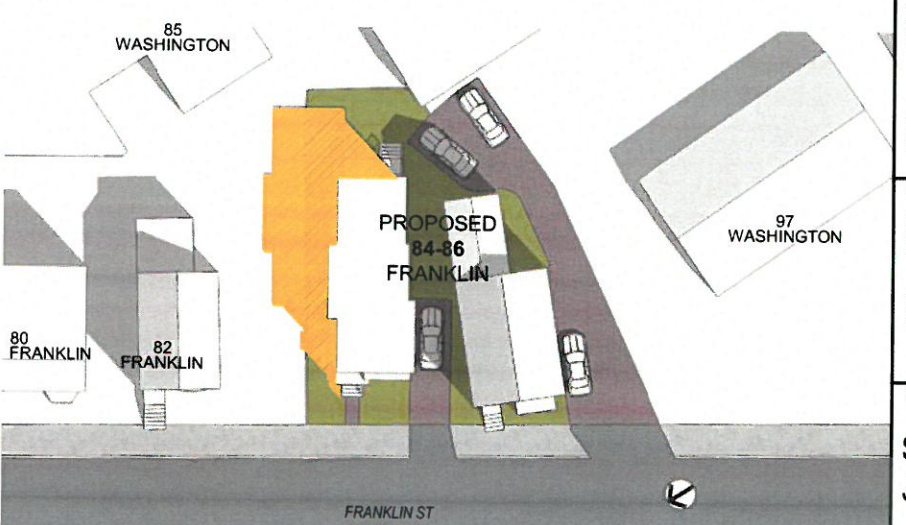 85
WASHINGTON
PROPOSED
84-86
FRANKLIN
97
WASHINGTON
80
FRANKLIN
82
FRANKLIN
FRANKLIN ST